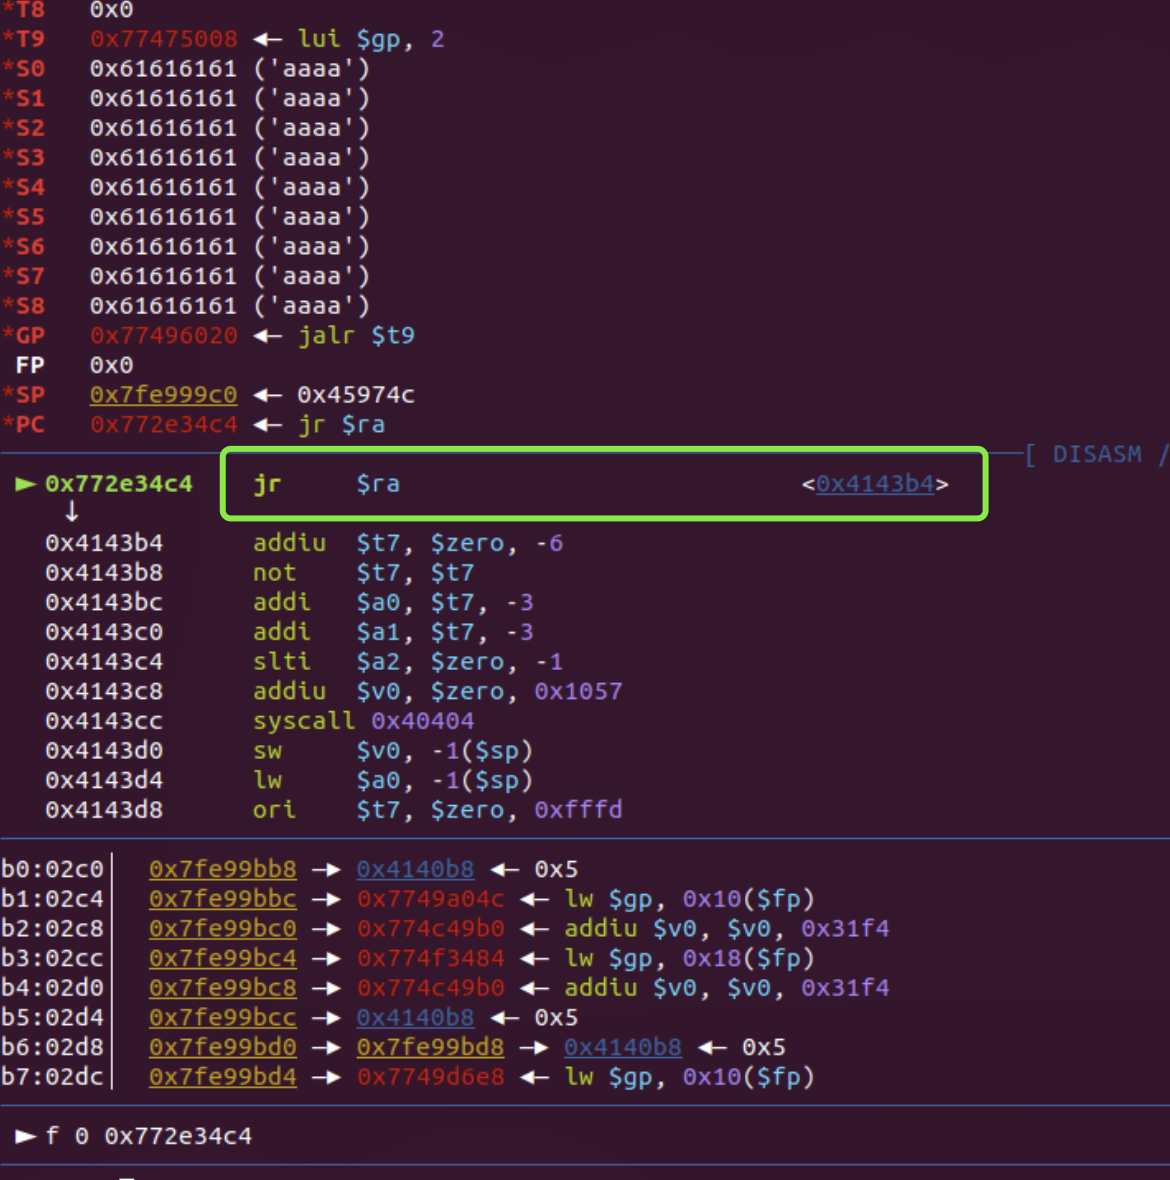 *T8 0x0
*T9 0x77475008 ◂— lui $gp, 2
*S0 0x61616161 ('aaaa')
*S1 0x61616161 ('aaaa')
*S2 0x61616161 ('aaaa')
*S3 0x61616161 ('aaaa')
*S4 0x61616161 ('aaaa')
*S5 0x61616161 ('aaaa')
*S6 0x61616161 ('aaaa')
*S7 0x61616161 ('aaaa')
*S8 0x61616161 ('aaaa')
*GP 0x77496020 ◂— jalr $t9
FP 0x0
*SP 0x7fe999c0 ◂— 0x45974c
*PC 0x772e34c4 ◂— jr $ra
[ DISASM /
► 0x772e34c4 jr $ra <0x4143b4>
↓
0x4143b4 addiu $t7, $zero, -6
0x4143b8 not $t7, $t7
0x4143bc addi $a0, $t7, -3
0x4143c0 addi $a1, $t7, -3
0x4143c4 slti $a2, $zero, -1
0x4143c8 addiu $v0, $zero, 0x1057
0x4143cc syscall 0x40404
0x4143d0 sw $v0, -1($sp)
0x4143d4 lw $a0, -1($sp)
0x4143d8 ori $t7, $zero, 0xfffd
b0:02c0│ 0x7fe99bb8 —▸ 0x4140b8 ◂— 0x5
b1:02c4│ 0x7fe99bbc —▸ 0x7749a04c ◂— lw $gp, 0x10($fp)
b2:02c8│ 0x7fe99bc0 —▸ 0x774c49b0 ◂— addiu $v0, $v0, 0x31f4
b3:02cc│ 0x7fe99bc4 —▸ 0x774f3484 ◂— lw $gp, 0x18($fp)
b4:02d0│ 0x7fe99bc8 —▸ 0x774c49b0 ◂— addiu $v0, $v0, 0x31f4
b5:02d4│ 0x7fe99bcc —▸ 0x4140b8 ◂— 0x5
b6:02d8│ 0x7fe99bd0 —▸ 0x7fe99bd8 —▸ 0x4140b8 ◂— 0x5
b7:02dc│ 0x7fe99bd4 —▸ 0x7749d6e8 ◂— lw $gp, 0x10($fp)
► f 0 0x772e34c4